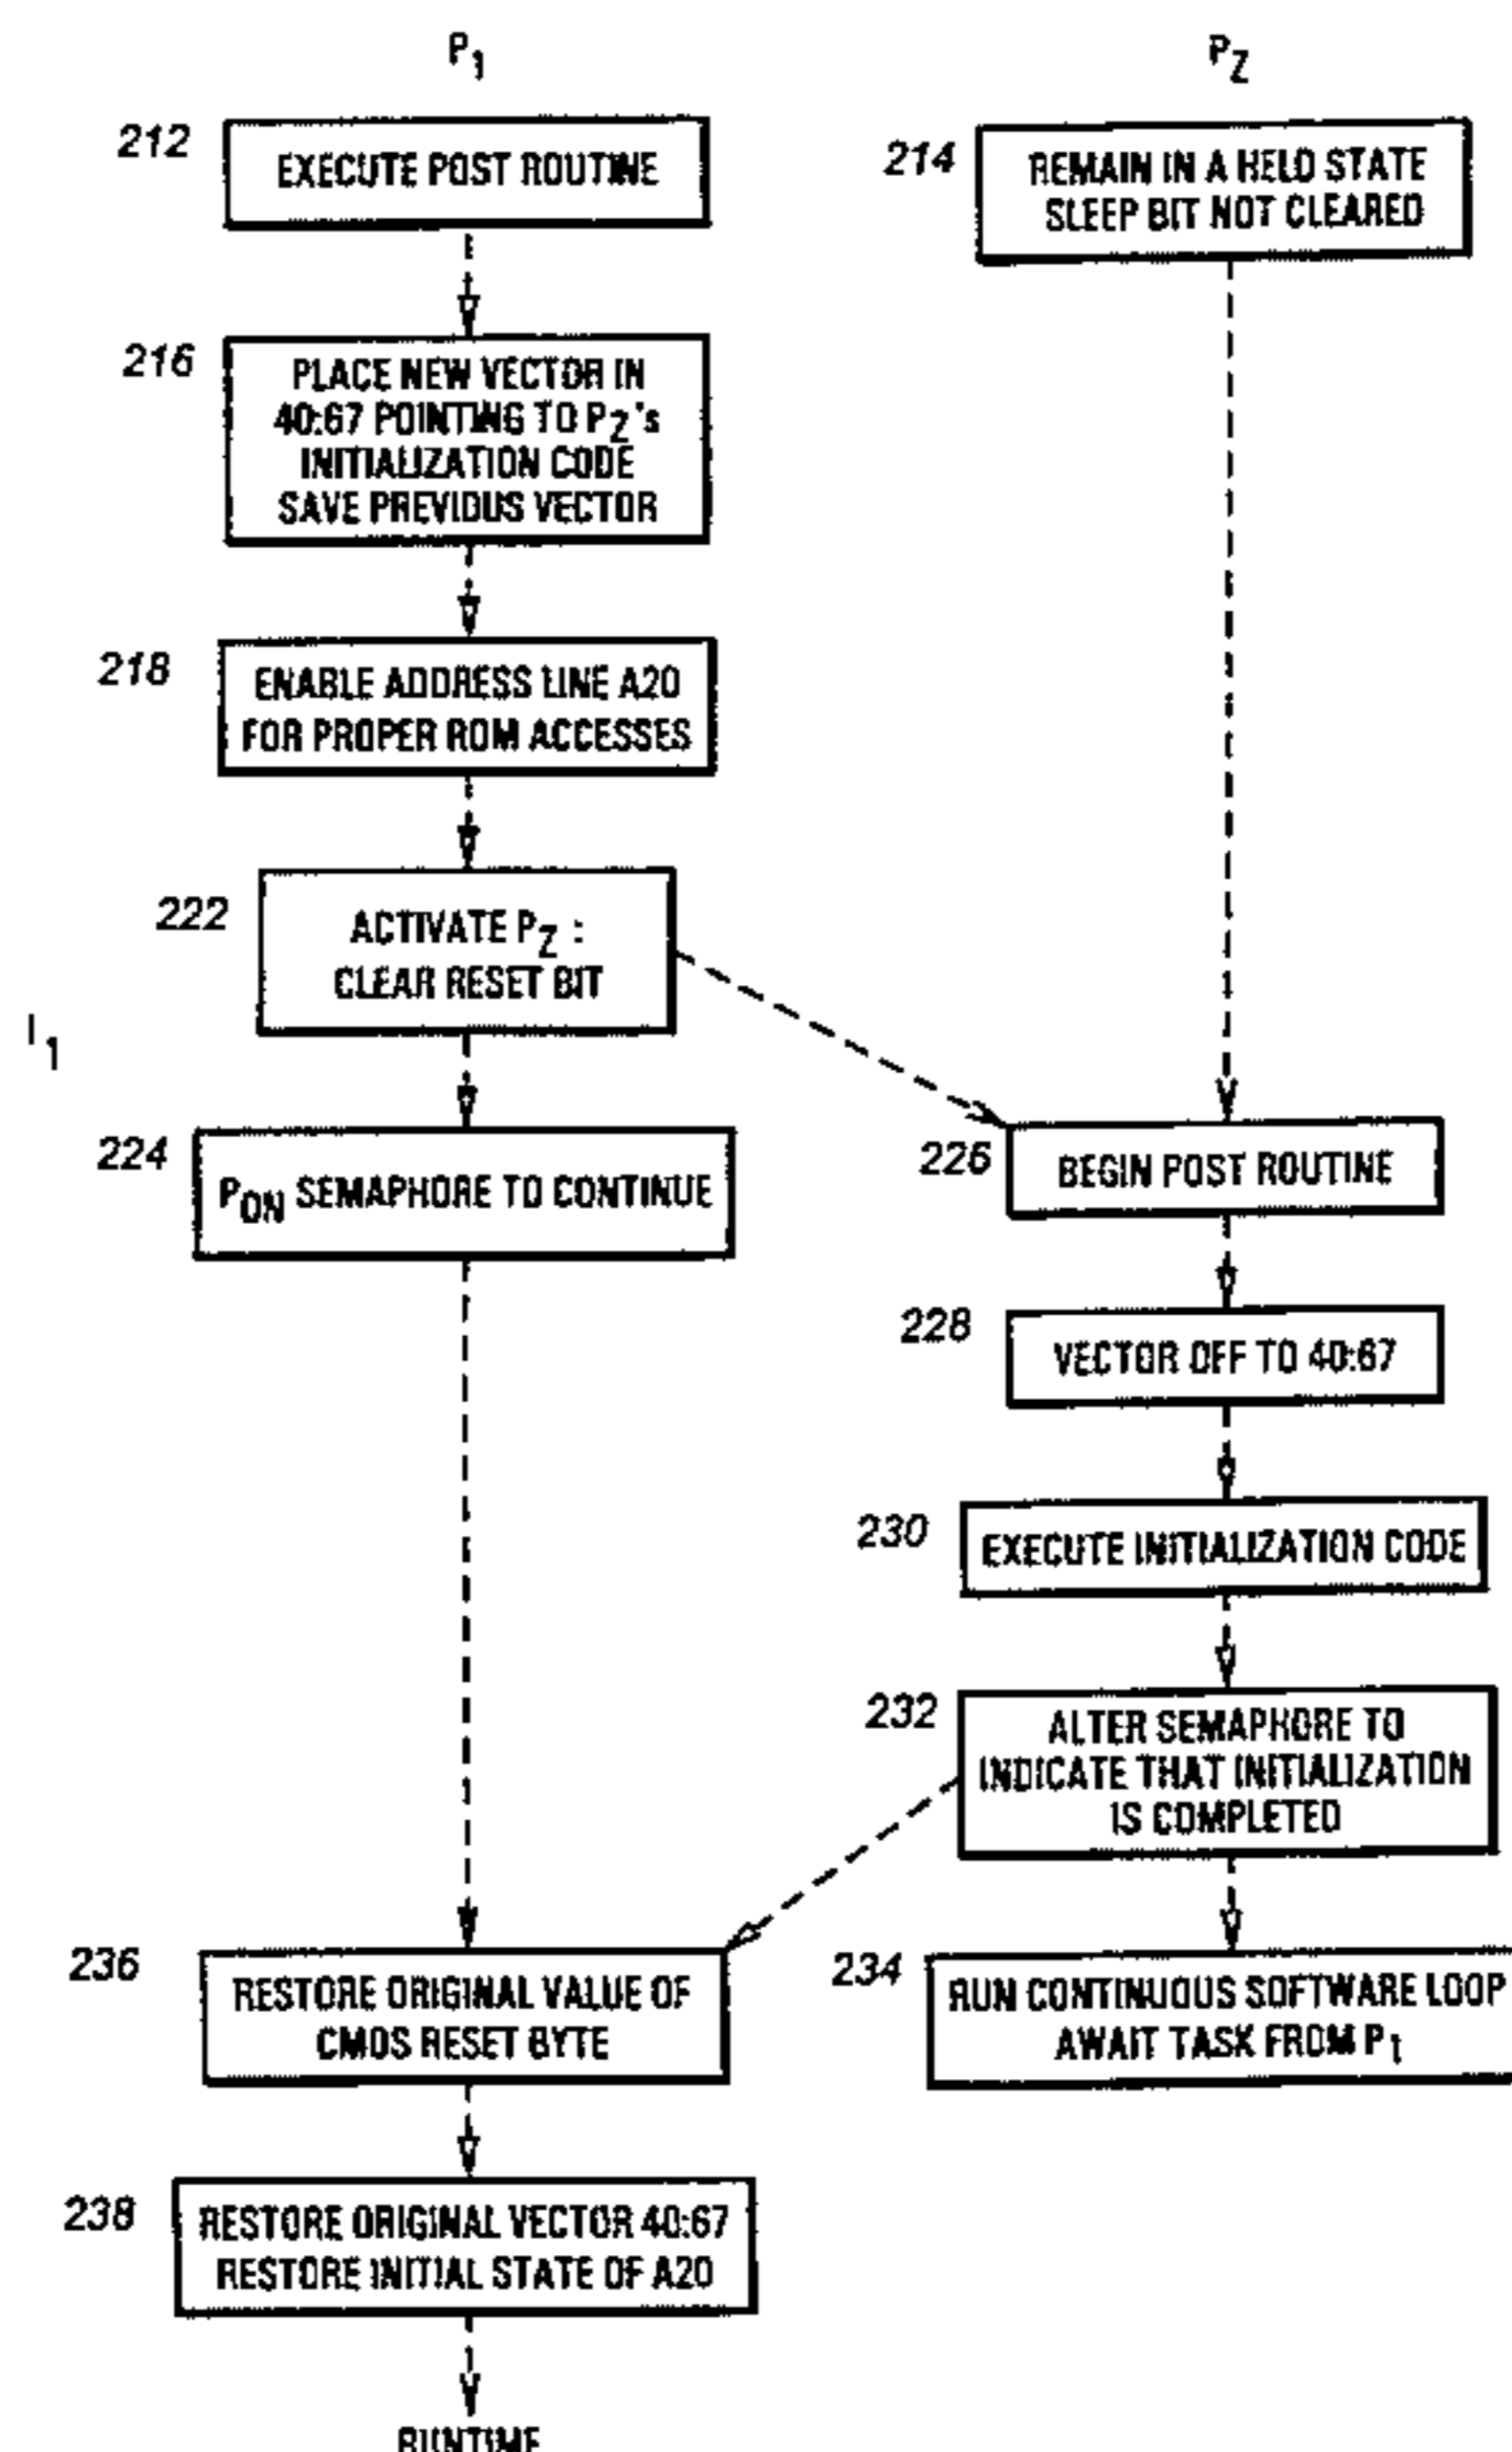 P1
PZ
212
EXECUTE POST ROUTINE
214
REMAIN IN A HELD STATE
SLEEP BIT NOT CLEARED
216
PLACE NEW VECTOR IN
40:67 POINTING TO P2's
INITIALIZATION CODE
SAVE PREVIOUS VECTOR
218
ENABLE ADDRESS LINE A20
FOR PROPER ROM ACCESSES
222
ACTIVATE PZ :
CLEAR RESET BIT
I1
224
PON SEMAPHORE TO CONTINUE
226
BEGIN POST ROUTINE
228
VECTOR OFF TO 40:67
230
EXECUTE INITIALIZATION CODE
232
ALTER SEMAPHORE TO
INDICATE THAT INITIALIZATION
IS COMPLETED
236
RESTORE ORIGINAL VALUE OF
CMOS RESET BYTE
234
RUN CONTINUOUS SOFTWARE LOOP
AWAIT TASK FROM P1
238
RESTORE ORIGINAL VECTOR 40:67
RESTORE INITIAL STATE OF A20
RUNTIME